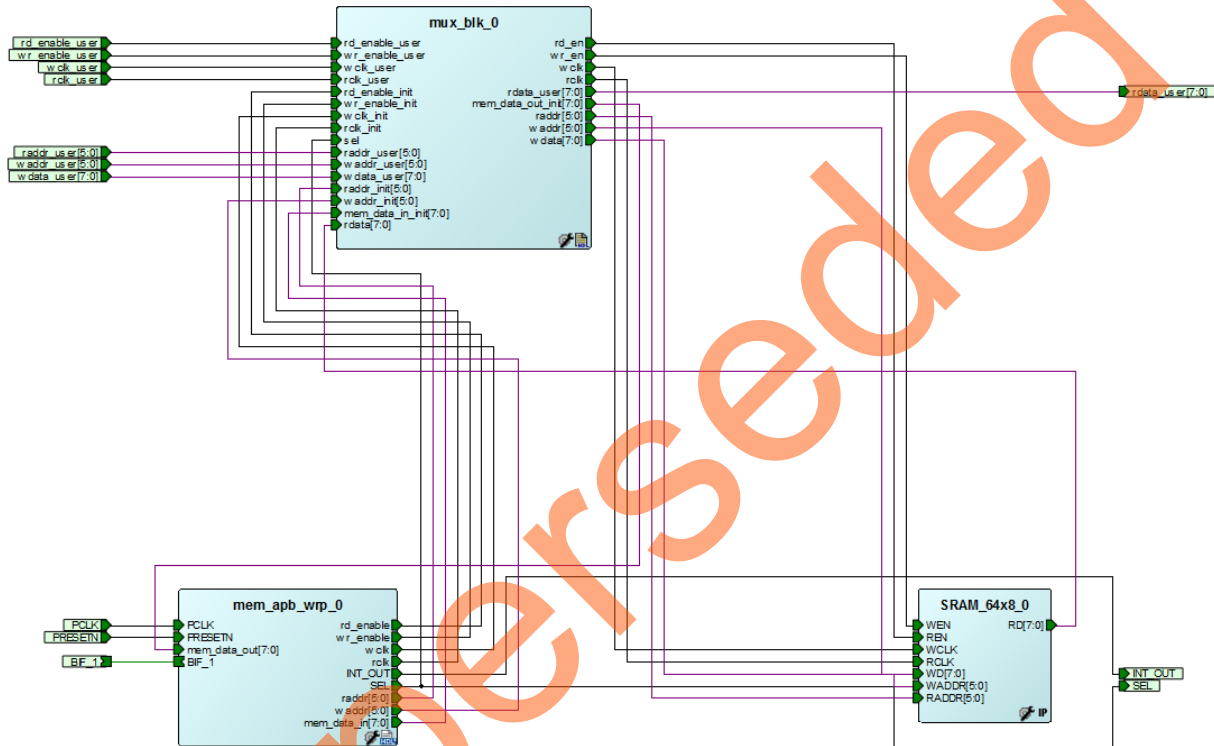 mux_blk_0
rd_enable_user
wr_enable_user
wclk_user
rclk_user
rd_enable_user
wr_enable_user
wclk_user
rclk_user
rd_enable_init
wr_enable_init
wclk_init
rclk_init
sel
raddr_user[5:0]
waddr_user[5:0]
wdata_user[7:0]
raddr_init[5:0]
waddr_init[5:0]
mem_data_in_init[7:0]
rdata[7:0]
rd_en
wr_en
wclk
rclk
rdata_user[7:0]
mem_data_out_init[7:0]
raddr[5:0]
waddr[5:0]
wdata[7:0]
rdata_user[7:0]
raddr_user[5:0]
waddr_user[5:0]
wdata_user[7:0]
mem_apb_wrp_0
PCLK
PRESETN
BIF_1
PCLK
PRESETN
mem_data_out[7:0]
BIF_1
rd_enable
wr_enable
wclk
rclk
INT_OUT
SEL
raddr[5:0]
waddr[5:0]
mem_data_in[7:0]
SRAM_64x8_0
WEN
REN
WCLK
RCLK
WD[7:0]
WADDR[5:0]
RADDR[5:0]
RD[7:0]
IP
INT_OUT
SEL
perseded